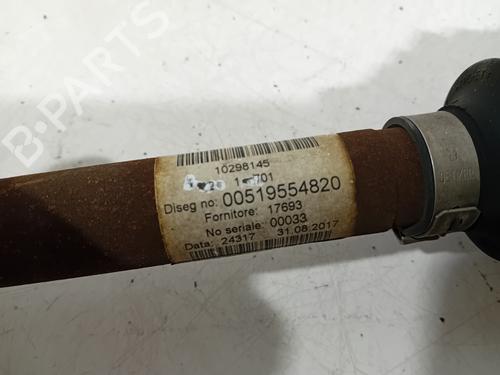 B-PARTS
10298145
Diseg no: 00519554820
Fornitore: 17693
No seriale: 00033
Data: 24317 31.08.2017